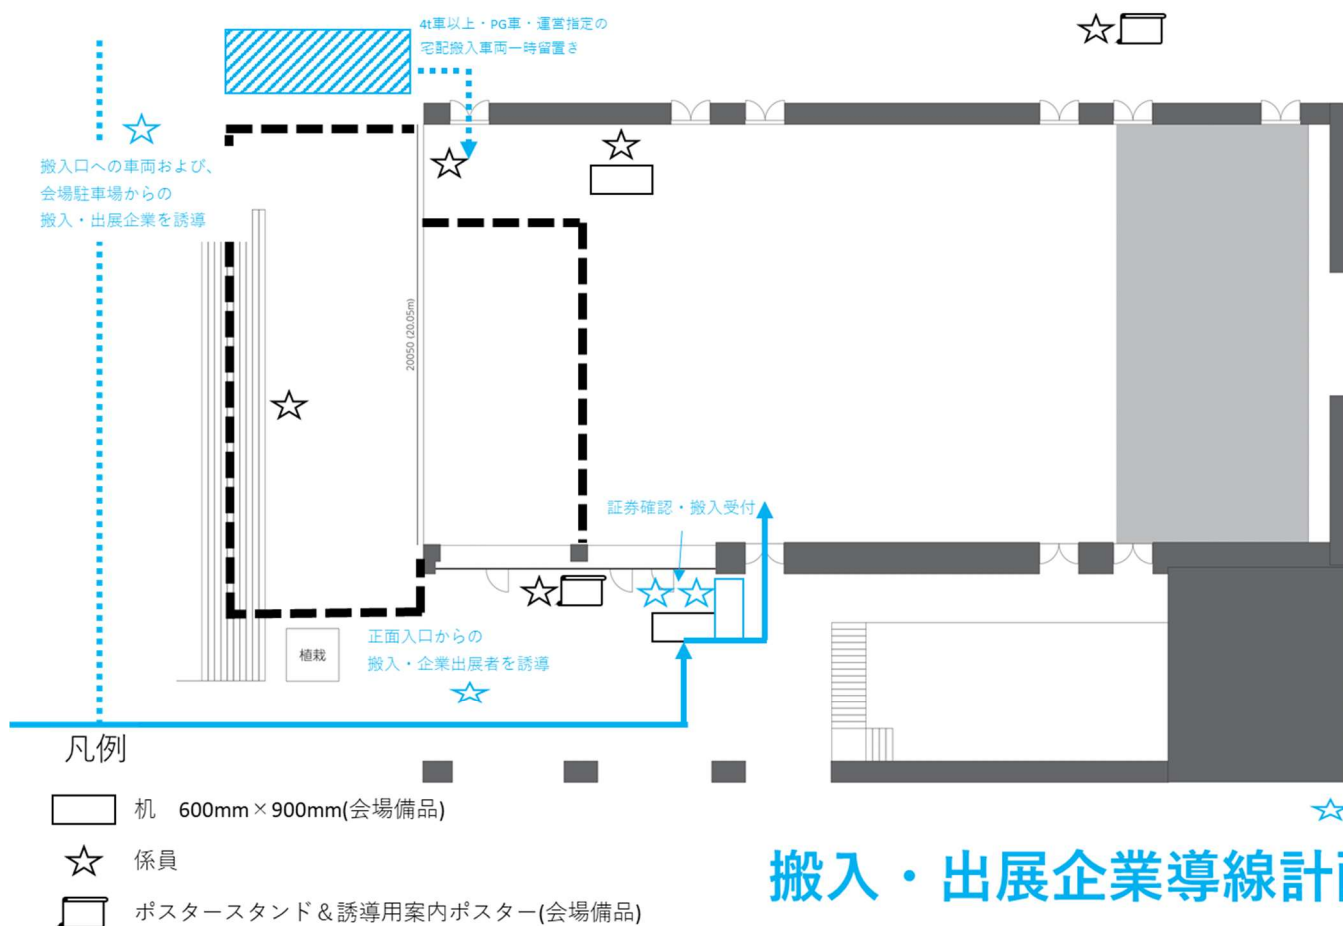 4t車以上・PG車・運営指定の
宅配搬入車両一時留置き
搬入口への車両および、
会場駐車場からの
搬入・出展企業を誘導
20050 (20.05m)
証券確認・搬入受付
正面入口からの
搬入・企業出展者を誘導
植栽
凡例
机 600mm×900mm(会場備品)
係員
ポスタースタンド＆誘導用案内ポスター(会場備品)
搬入・出展企業導線計